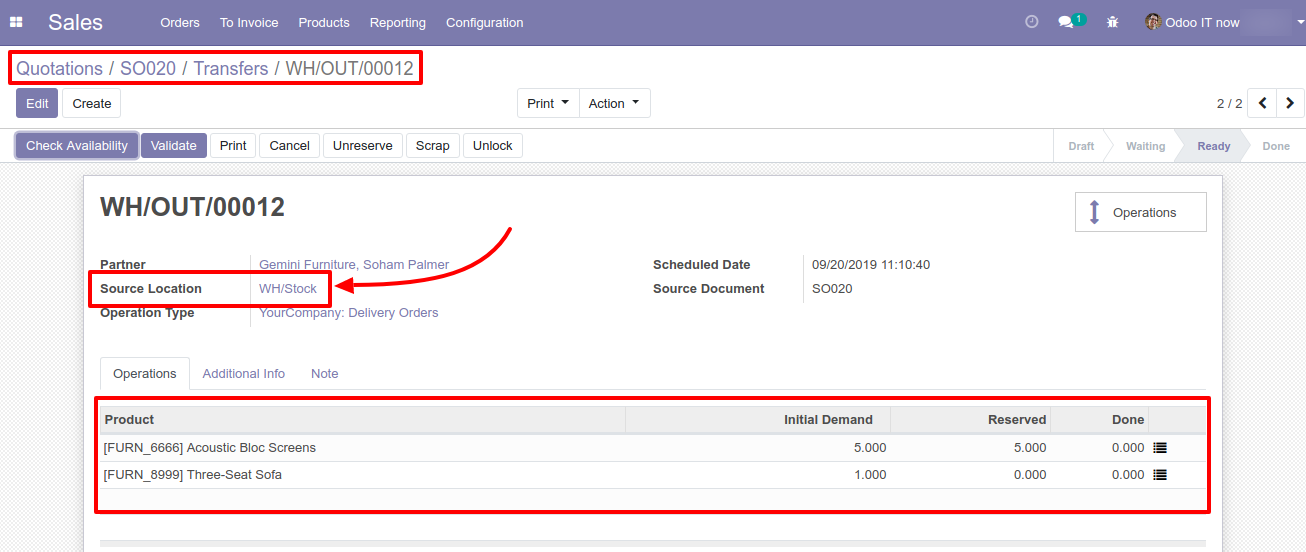 Sales Orders To Invoice Products Reporting Configuration 1 Odoo IT now
Quotations / SO020 / Transfers / WH/OUT/00012
Edit Create Print Action 2 / 2
Check Availability Validate Print Cancel Unreserve Scrap Unlock Draft Waiting Ready Done
WH/OUT/00012
Operations
Partner Gemini Furniture, Soham Palmer Scheduled Date 09/20/2019 11:10:40
Source Location WH/Stock Source Document SO020
Operation Type YourCompany: Delivery Orders
Operations Additional Info Note
Product Initial Demand Reserved Done
[FURN_6666] Acoustic Bloc Screens 5.000 5.000 0.000
[FURN_8999] Three-Seat Sofa 1.000 0.000 0.000